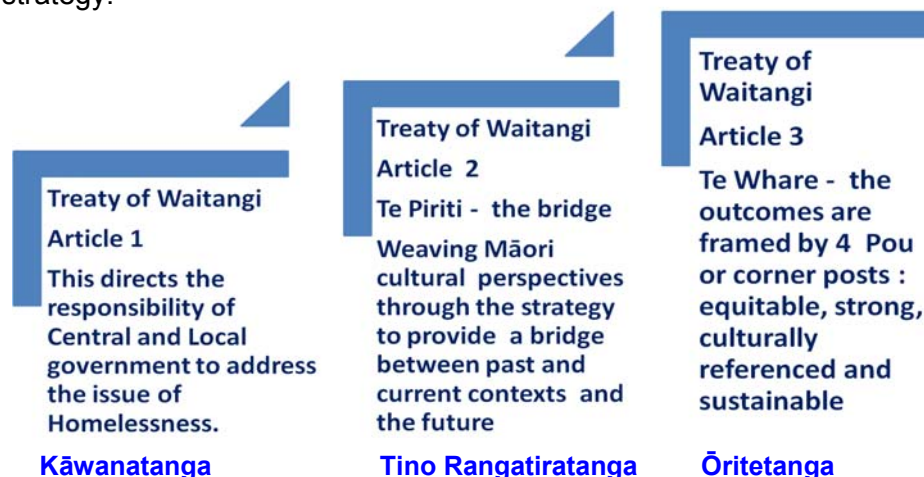 strategy.
Treaty of Waitangi
Article 1
This directs the
responsibility of
Central and Local
government to address
the issue of
Homelessness.
Kāwanatanga
Treaty of Waitangi
Article 2
Te Piriti - the bridge
Weaving Māori
cultural perspectives
through the strategy
to provide a bridge
between past and
current contexts and
the future
Tino Rangatiratanga
Treaty of
Waitangi
Article 3
Te Whare - the
outcomes are
framed by 4 Pou
or corner posts :
equitable, strong,
culturally
referenced and
sustainable
Ōritetanga